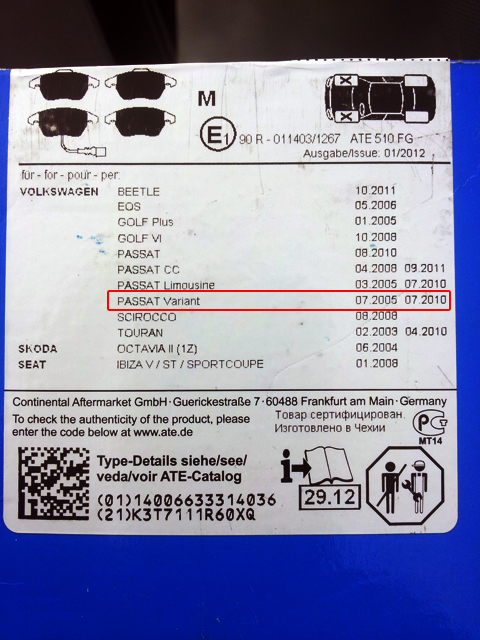 M
E1 90 R - 011403/1267 ATE 510 FG
Ausgabe/Issue: 01/2012
für - for - pour - per:
VOLKSWAGEN BEETLE 10.2011
EOS 05.2006
GOLF Plus 01.2005
GOLF VI 10.2008
PASSAT 08.2010
PASSAT CC 04.2008 09.2011
PASSAT Limousine 03.2005 07.2010
PASSAT Variant 07.2005 07.2010
SCIROCCO 08.2008
TOURAN 02.2003 04.2010
SKODA OCTAVIA II (1Z) 06.2004
SEAT IBIZA V / ST / SPORTCOUPE 01.2008
Continental Aftermarket GmbH · Guerickestraße 7 · 60488 Frankfurt am Main · Germany
To check the authenticity of the product, please
enter the code below at www.ate.de.
Товар сертифицирован.
Изготовлено в Чехии
МТ14
Type-Details siehe/see/
veda/voir ATE-Catalog
(01)14006633314036
(21)K3T7111R60XQ
29.12